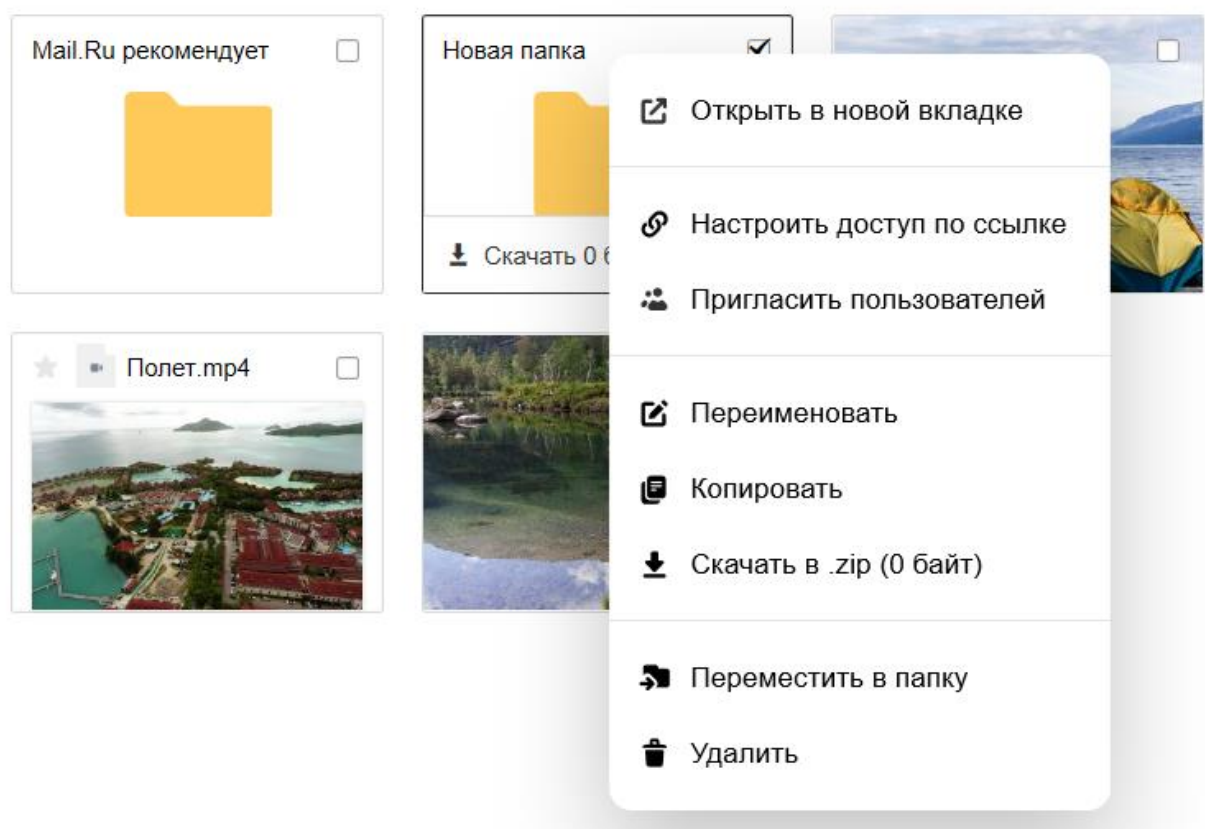 Mail.Ru рекомендует
Новая папка
Скачать 0
Полет.mp4
Открыть в новой вкладке
Настроить доступ по ссылке
Пригласить пользователей
Переименовать
Копировать
Скачать в .zip (0 байт)
Переместить в папку
Удалить